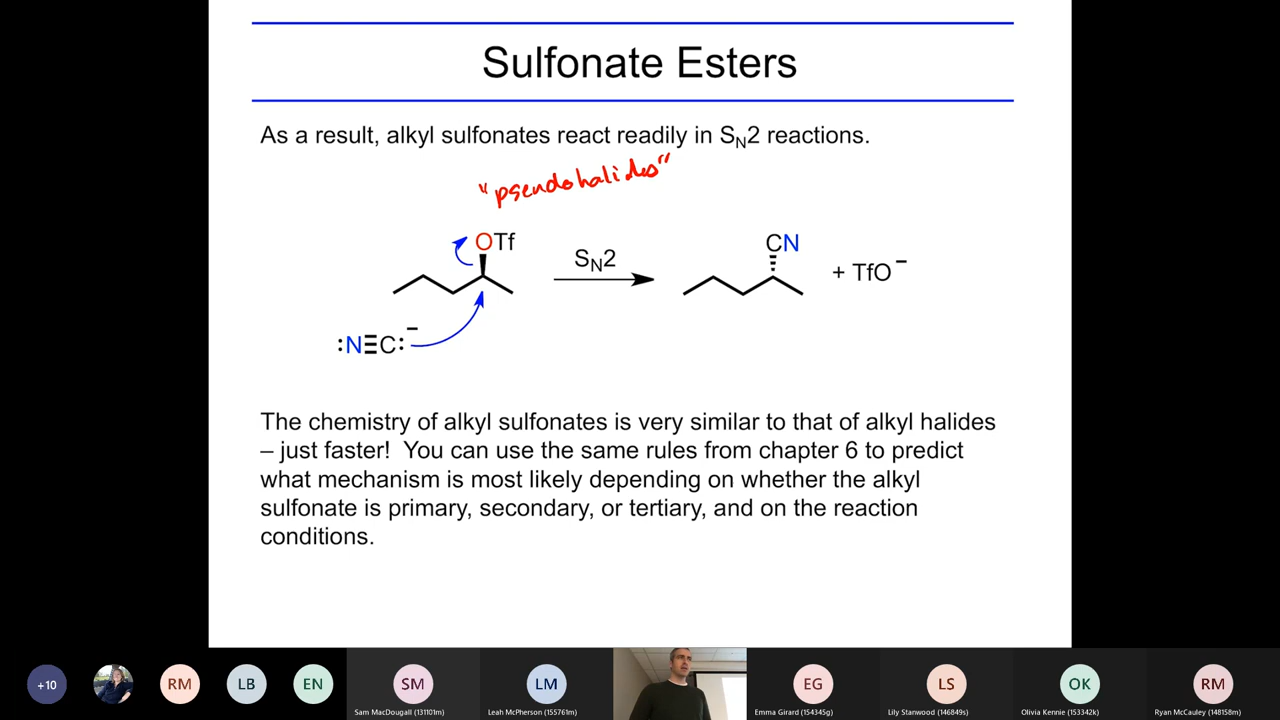 Sulfonate Esters
As a result, alkyl sulfonates react readily in SN2 reactions.
"pseudohalides"
OTf
SN2
CN
+ TfO −
:N≡C: −
The chemistry of alkyl sulfonates is very similar to that of alkyl halides
– just faster! You can use the same rules from chapter 6 to predict
what mechanism is most likely depending on whether the alkyl
sulfonate is primary, secondary, or tertiary, and on the reaction
conditions.
+10
RM
LB
EN
SM
LM
EG
LS
OK
RM
Sam MacDougall (131101m)
Leah McPherson (155761m)
Emma Girard (154345g)
Lily Stanwood (146849s)
Olivia Kennie (153342k)
Ryan McCauley (148158m)